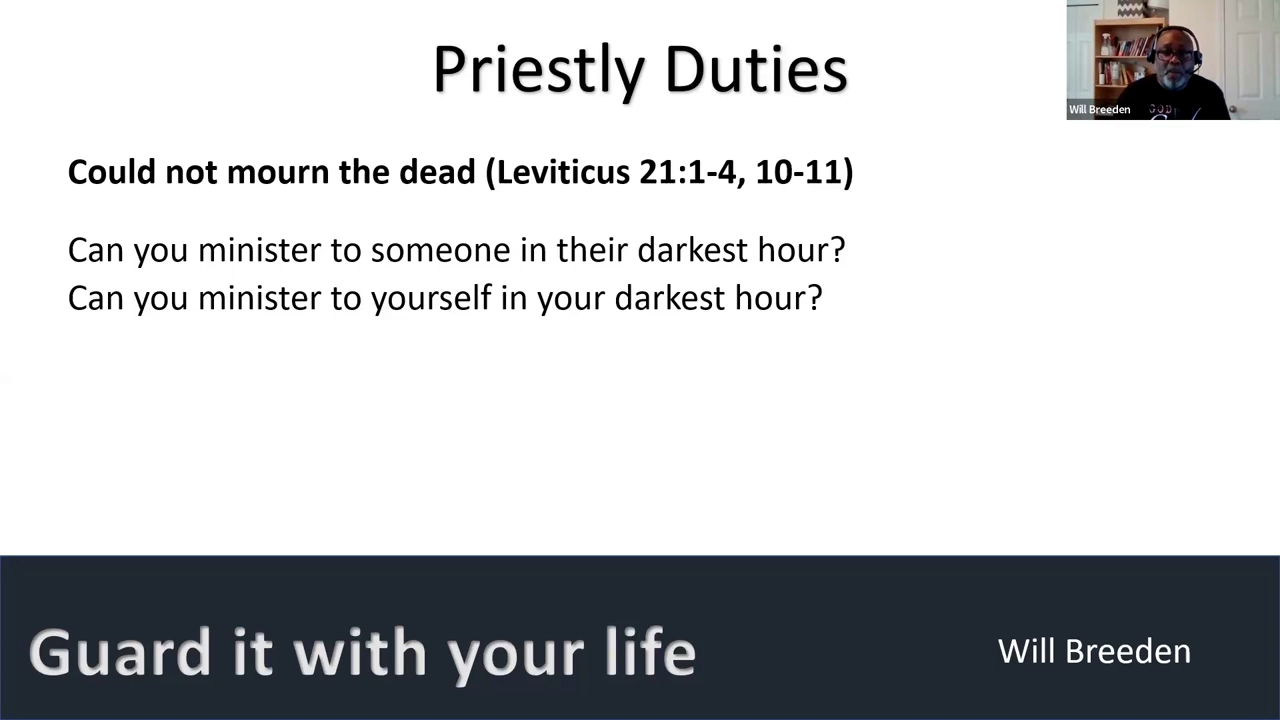 Priestly Duties
Will Breeden
GOD
Could not mourn the dead (Leviticus 21:1-4, 10-11)
Can you minister to someone in their darkest hour?
Can you minister to yourself in your darkest hour?
Guard it with your life
Will Breeden